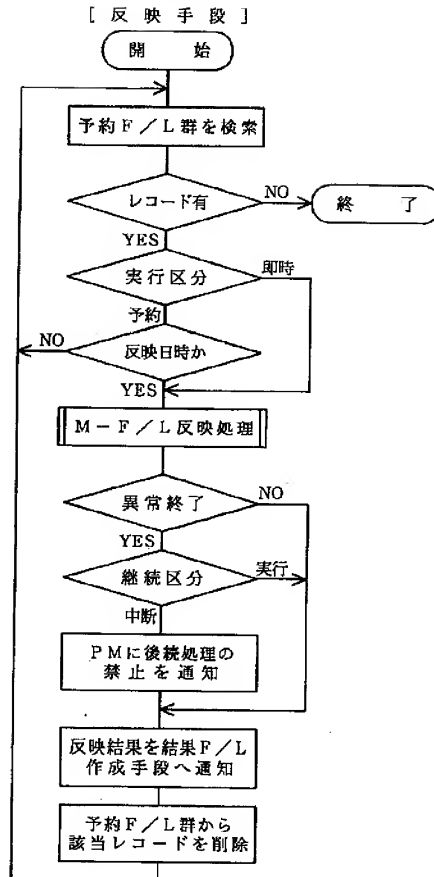 [反映手段]
開始
予約F/L群を検索
レコード有
NO
終了
YES
実行区分
即時
予約
NO
反映日時か
YES
M-F/L反映処理
異常終了
NO
YES
継続区分
実行
中断
PMに後続処理の
禁止を通知
反映結果を結果F/L
作成手段へ通知
予約F/L群から
該当レコードを削除